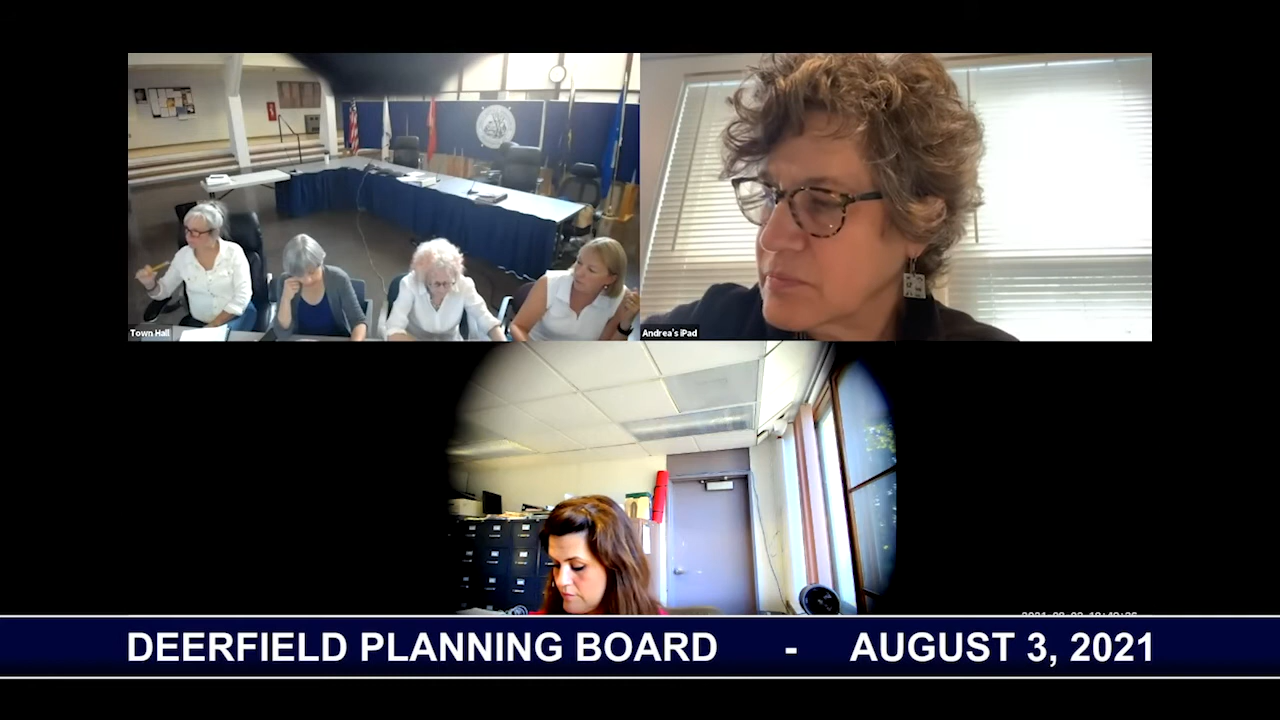 Town Hall
Andrea's iPad
DEERFIELD PLANNING BOARD - AUGUST 3, 2021